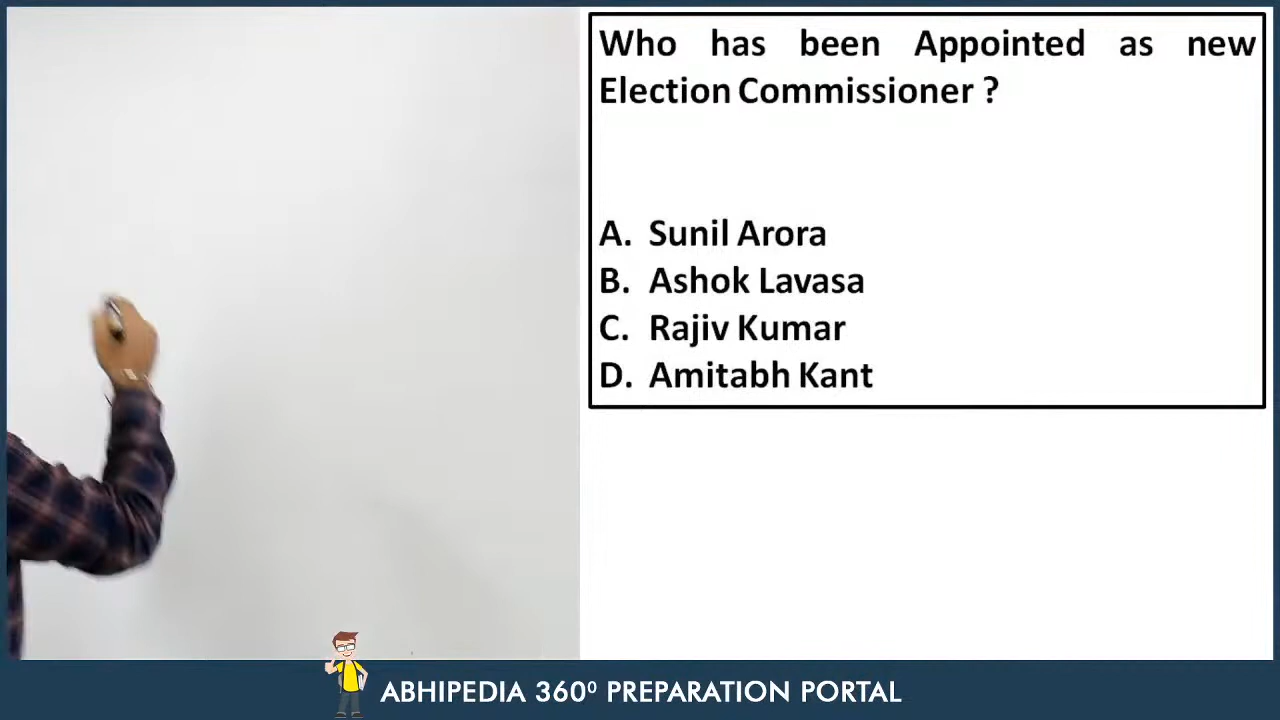 Who has been Appointed as new
Election Commissioner ?
A. Sunil Arora
B. Ashok Lavasa
C. Rajiv Kumar
D. Amitabh Kant
ABHIPEDIA 360⁰ PREPARATION PORTAL